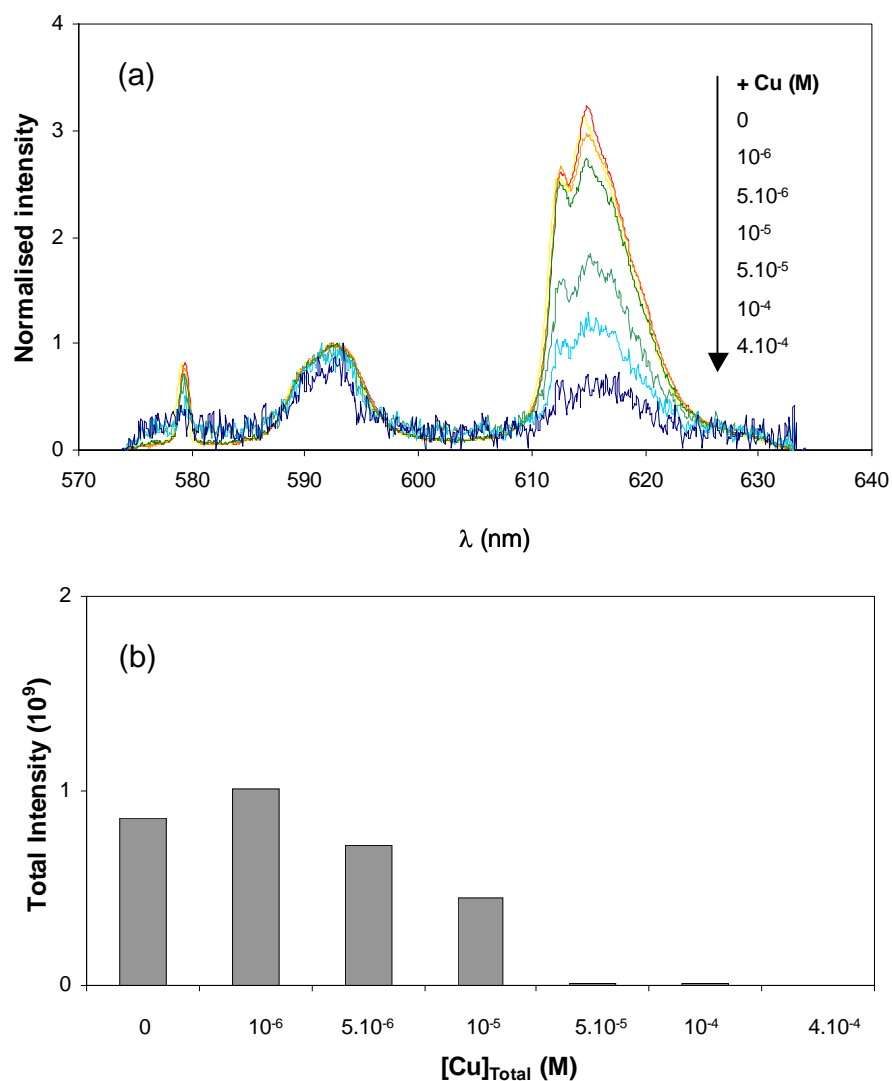 (a)
Normalised intensity
4
3
2
1
0
+ Cu (M)
0
10⁻⁶
5.10⁻⁶
10⁻⁵
5.10⁻⁵
10⁻⁴
4.10⁻⁴
570 580 590 600 610 620 630 640
λ (nm)
(b)
Total Intensity (10⁹)
2
1
0
0 10⁻⁶ 5.10⁻⁶ 10⁻⁵ 5.10⁻⁵ 10⁻⁴ 4.10⁻⁴
[Cu]Total (M)